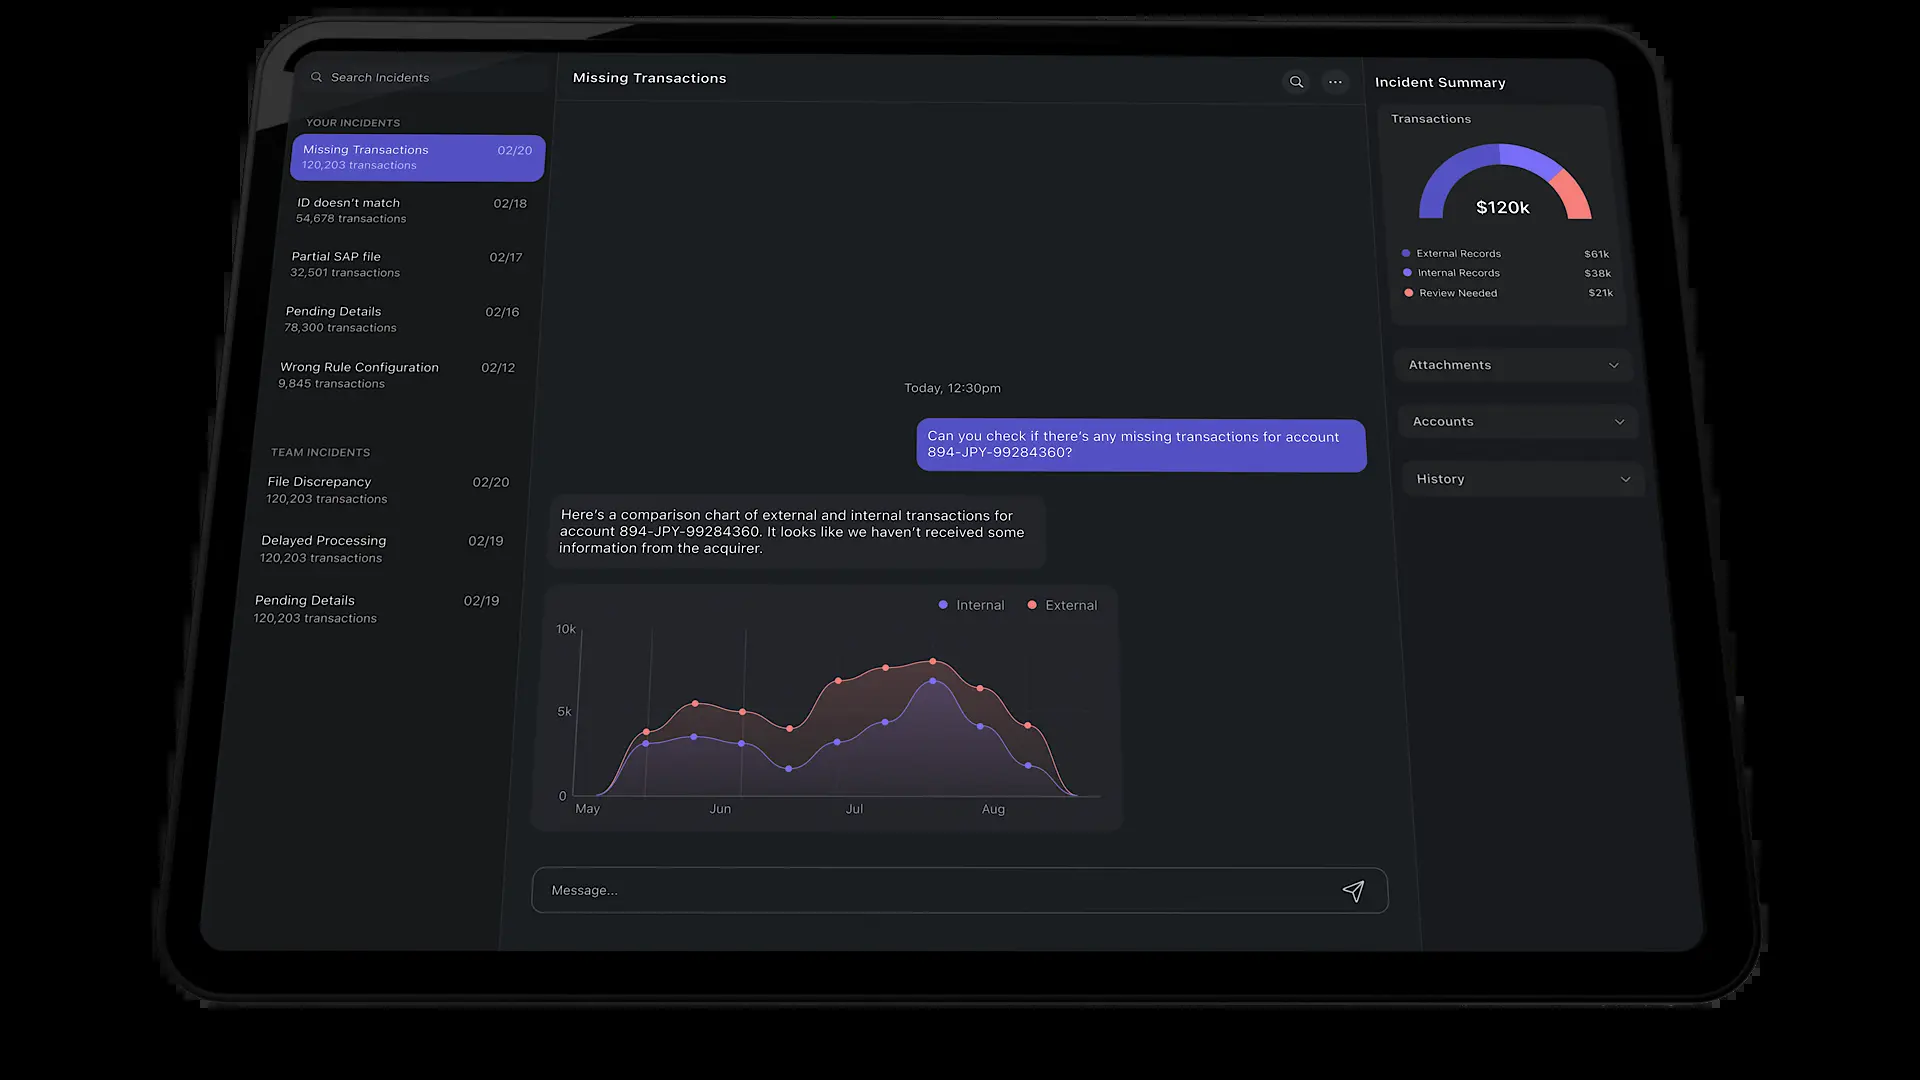 Search Incidents
YOUR INCIDENTS
Missing Transactions 02/20
120,203 transactions
ID doesn't match 02/18
54,678 transactions
Partial SAP file 02/17
32,501 transactions
Pending Details 02/16
78,300 transactions
Wrong Rule Configuration 02/12
9,845 transactions
TEAM INCIDENTS
File Discrepancy 02/20
120,203 transactions
Delayed Processing 02/19
120,203 transactions
Pending Details 02/19
120,203 transactions
Missing Transactions
Today, 12:30pm
Can you check if there's any missing transactions for account
894-JPY-99284360?
Here's a comparison chart of external and internal transactions for
account 894-JPY-99284360. It looks like we haven't received some
information from the acquirer.
Internal External
10k
5k
0
May Jun Jul Aug
Message...
Incident Summary
Transactions
$120k
External Records $61k
Internal Records $38k
Review Needed $21k
Attachments
Accounts
History